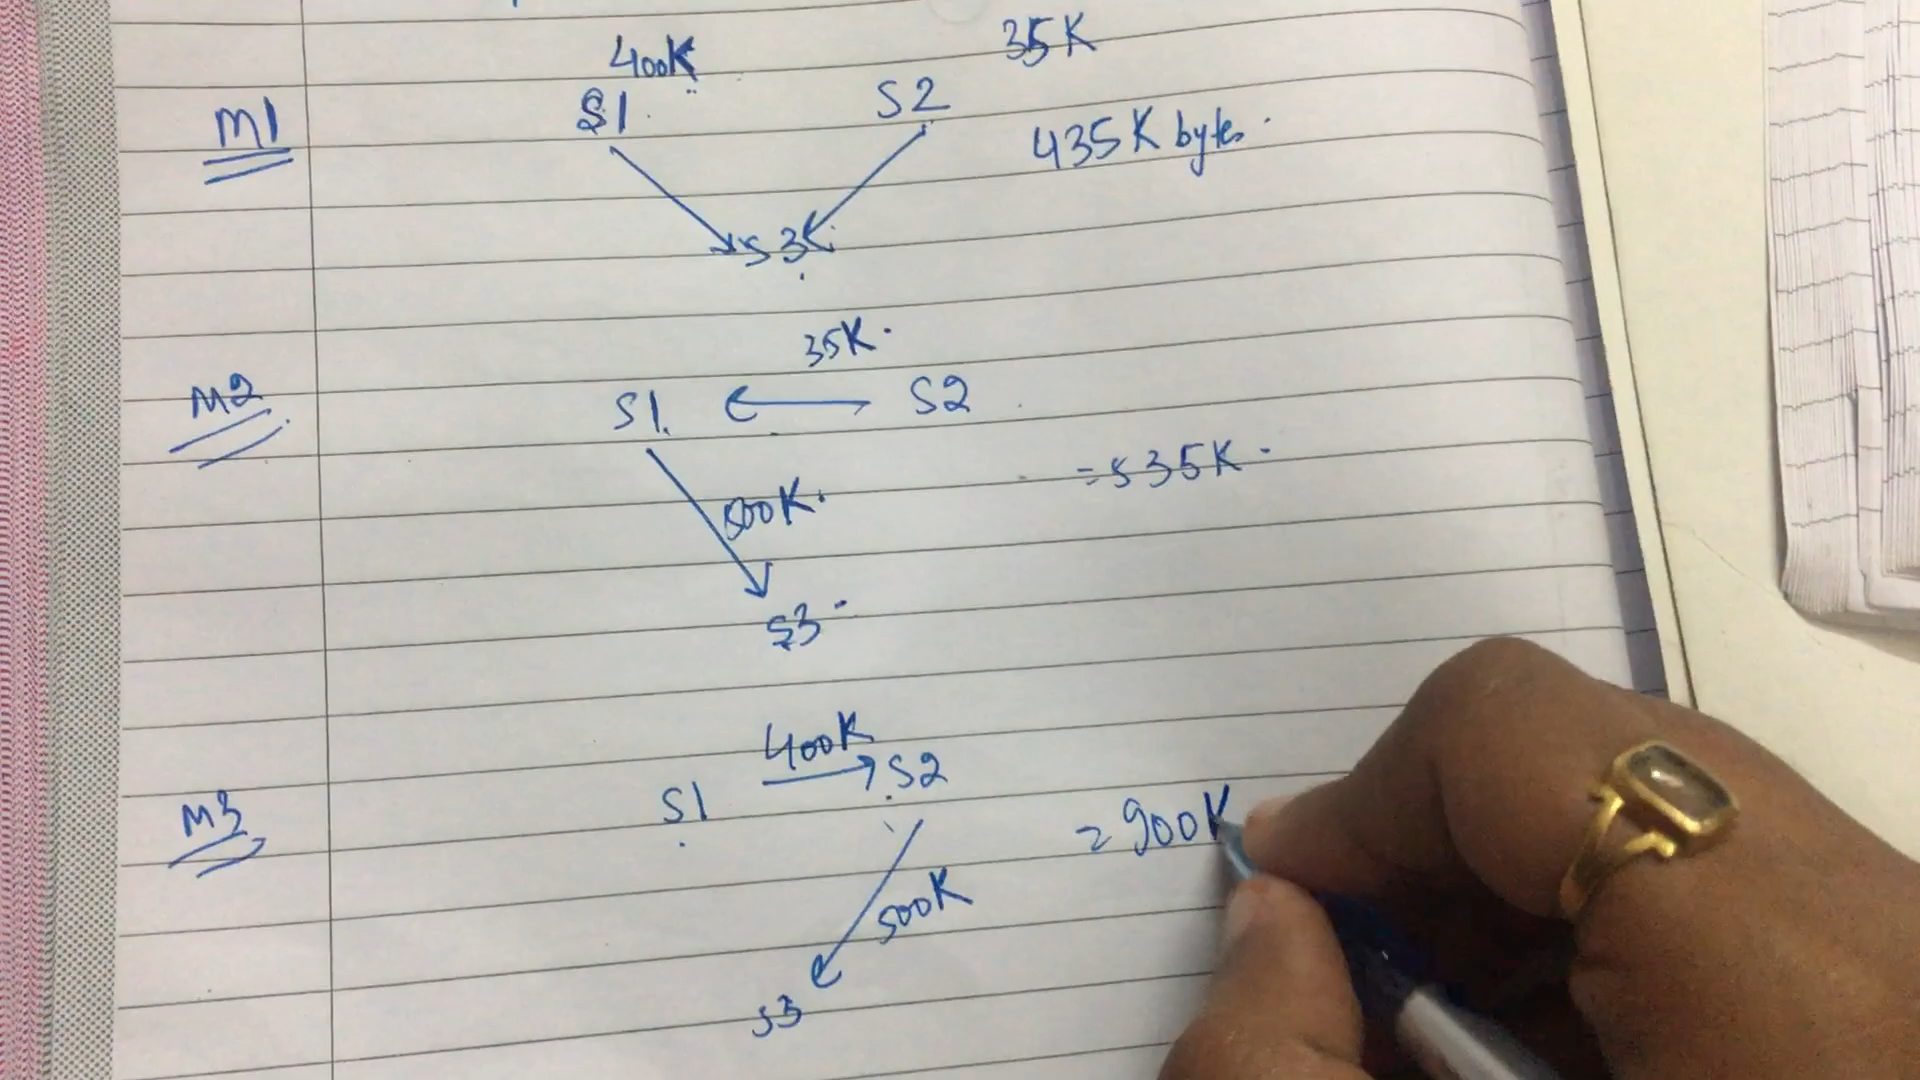 400K
35K
M1
S1
S2
435K bytes.
S3
35K.
M2
S1
S2
500K.
=535K.
S3
400K
M3
S1
S2
=900K
500K
S3